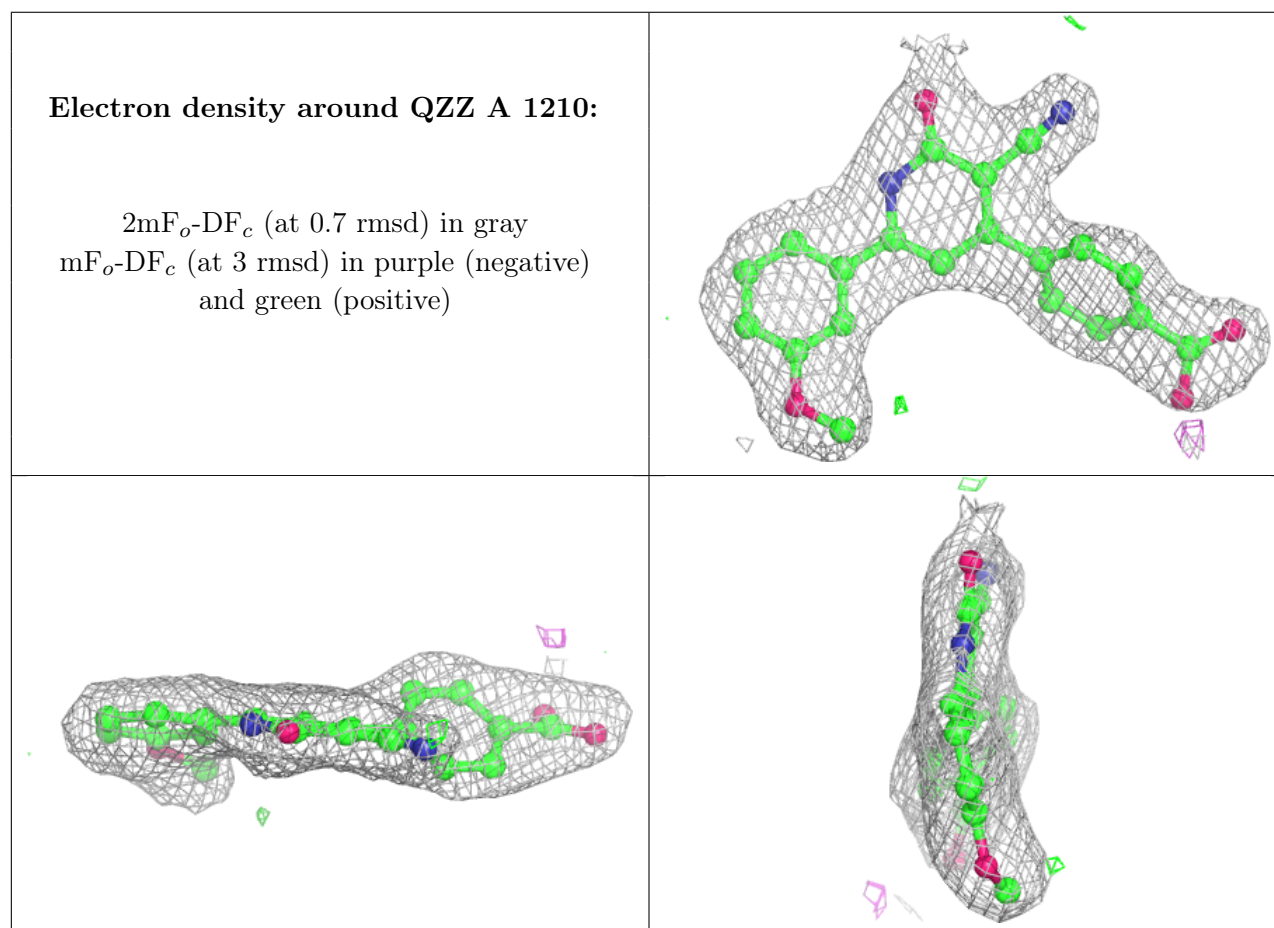 Electron density around QZZ A 1210:
2mFo-DFc (at 0.7 rmsd) in gray
mFo-DFc (at 3 rmsd) in purple (negative)
and green (positive)